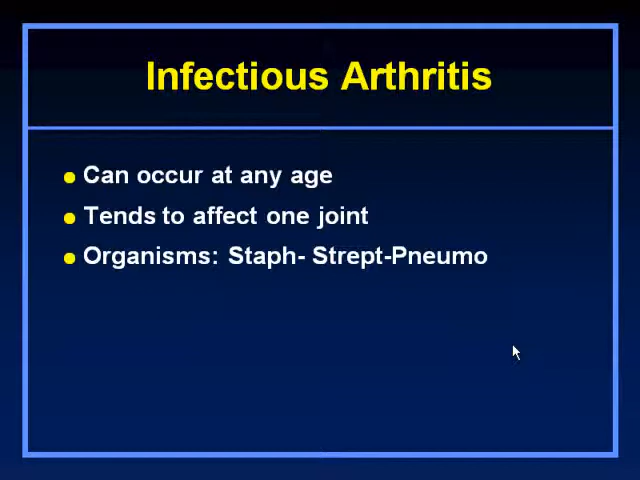 Infectious Arthritis
Can occur at any age
Tends to affect one joint
Organisms: Staph- Strept-Pneumo